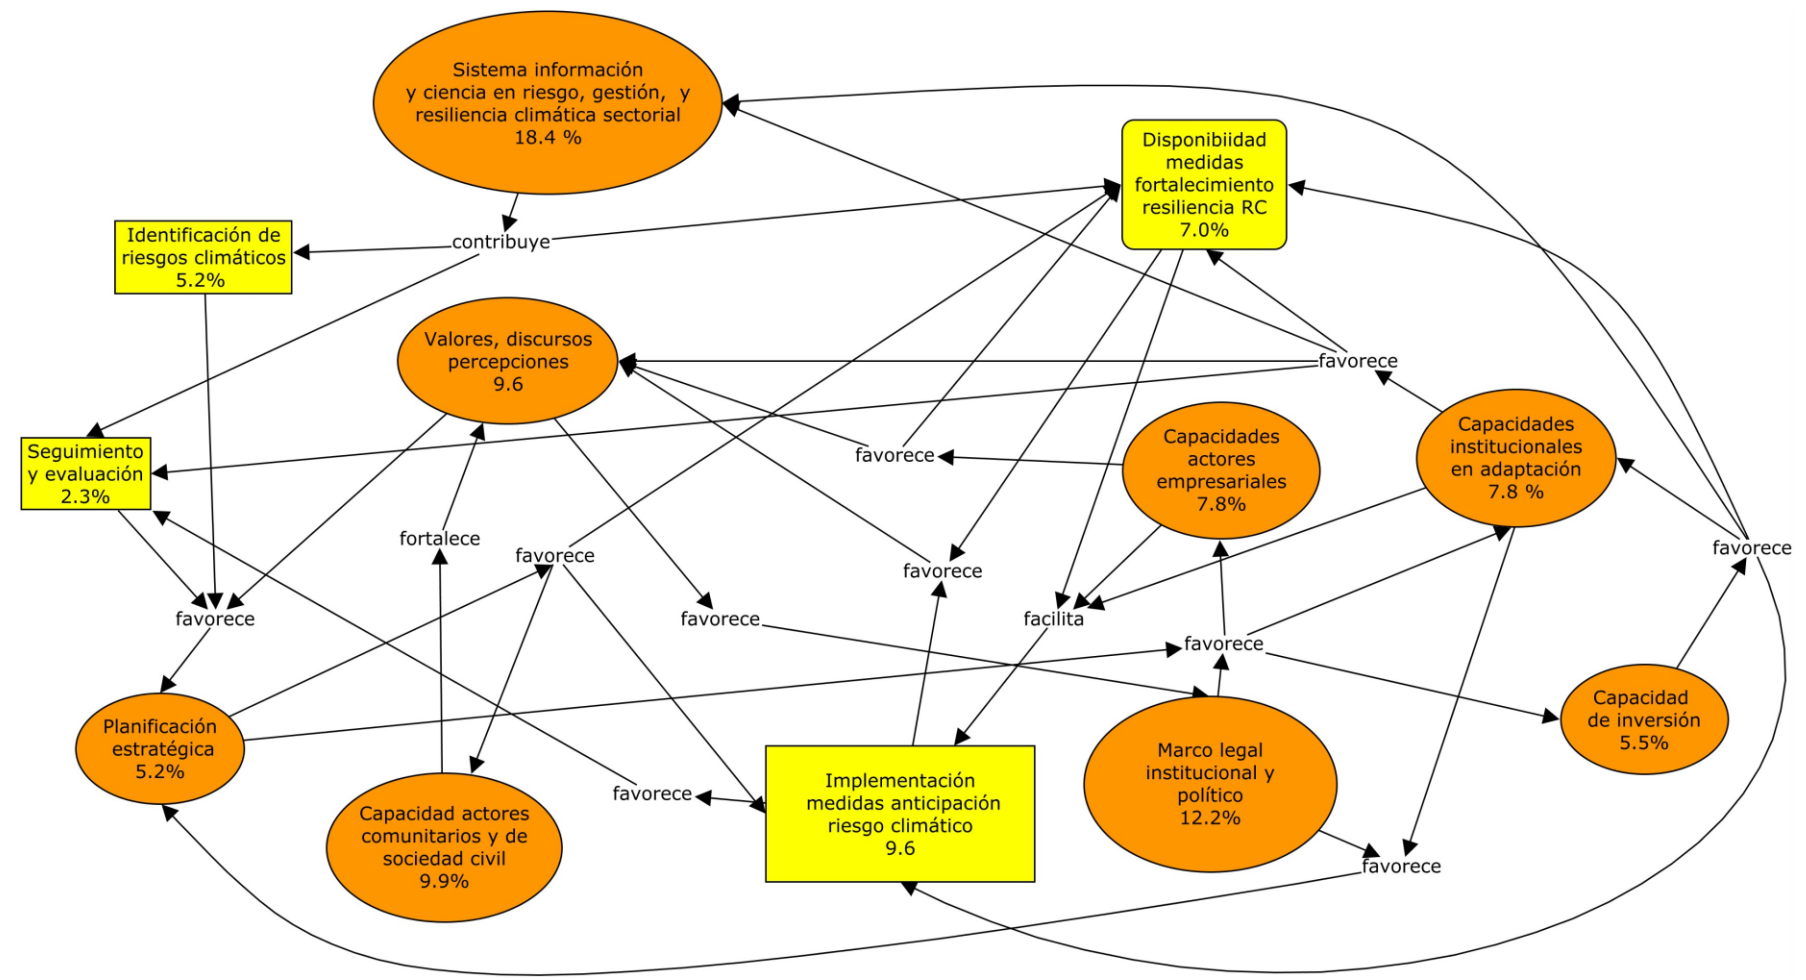 Sistema información
y ciencia en riesgo, gestión, y
resiliencia climática sectorial
18.4 %
Disponibiidad
medidas
fortalecimiento
resiliencia RC
7.0%
Identificación de
riesgos climáticos
5.2%
contribuye
Valores, discursos
percepciones
9.6
favorece
Capacidades
institucionales
en adaptación
7.8 %
Capacidades
actores
empresariales
7.8%
favorece
Seguimiento
y evaluación
2.3%
fortalece
favorece
favorece
favorece
favorece
favorece
facilita
favorece
Capacidad
de inversión
5.5%
Planificación
estratégica
5.2%
Marco legal
institucional y
político
12.2%
Implementación
medidas anticipación
riesgo climático
9.6
favorece
Capacidad actores
comunitarios y de
sociedad civil
9.9%
favorece